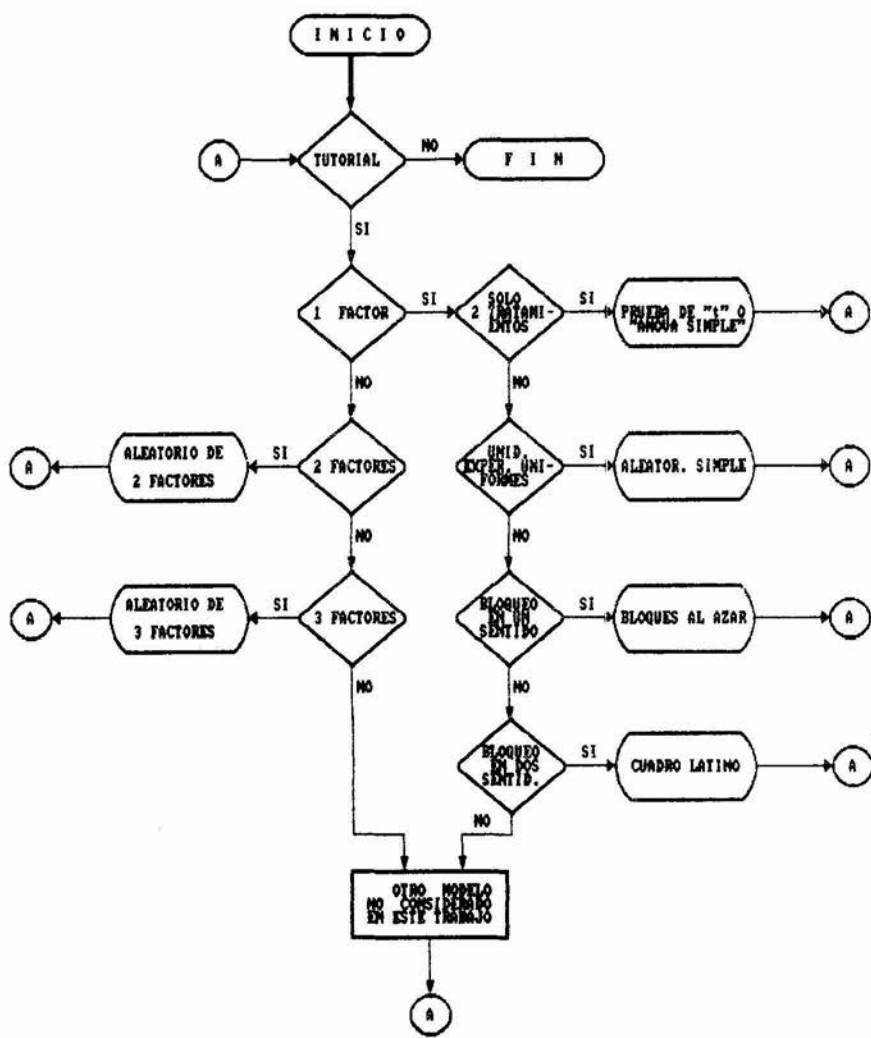 INICIO
A
TUTORIAL
NO
FIN
SI
1 FACTOR
SI
2 SOLO
TRATAMI-
ENTOS
SI
PRUEBA DE "t" O
"ANOVA SIMPLE"
A
NO
NO
A
ALEATORIO DE
2 FACTORES
SI
2 FACTORES
UNID.
EXPER. UNI-
FORMES
SI
ALEATOR. SIMPLE
A
NO
NO
A
ALEATORIO DE
3 FACTORES
SI
3 FACTORES
BLOQUEO
EN UN
SENTIDO
SI
BLOQUES AL AZAR
A
NO
NO
BLOQUEO
EN DOS
SENTID.
SI
CUADRO LATINO
A
NO
OTRO MODELO
NO CONSIDERADO
EN ESTE TRABAJO
A